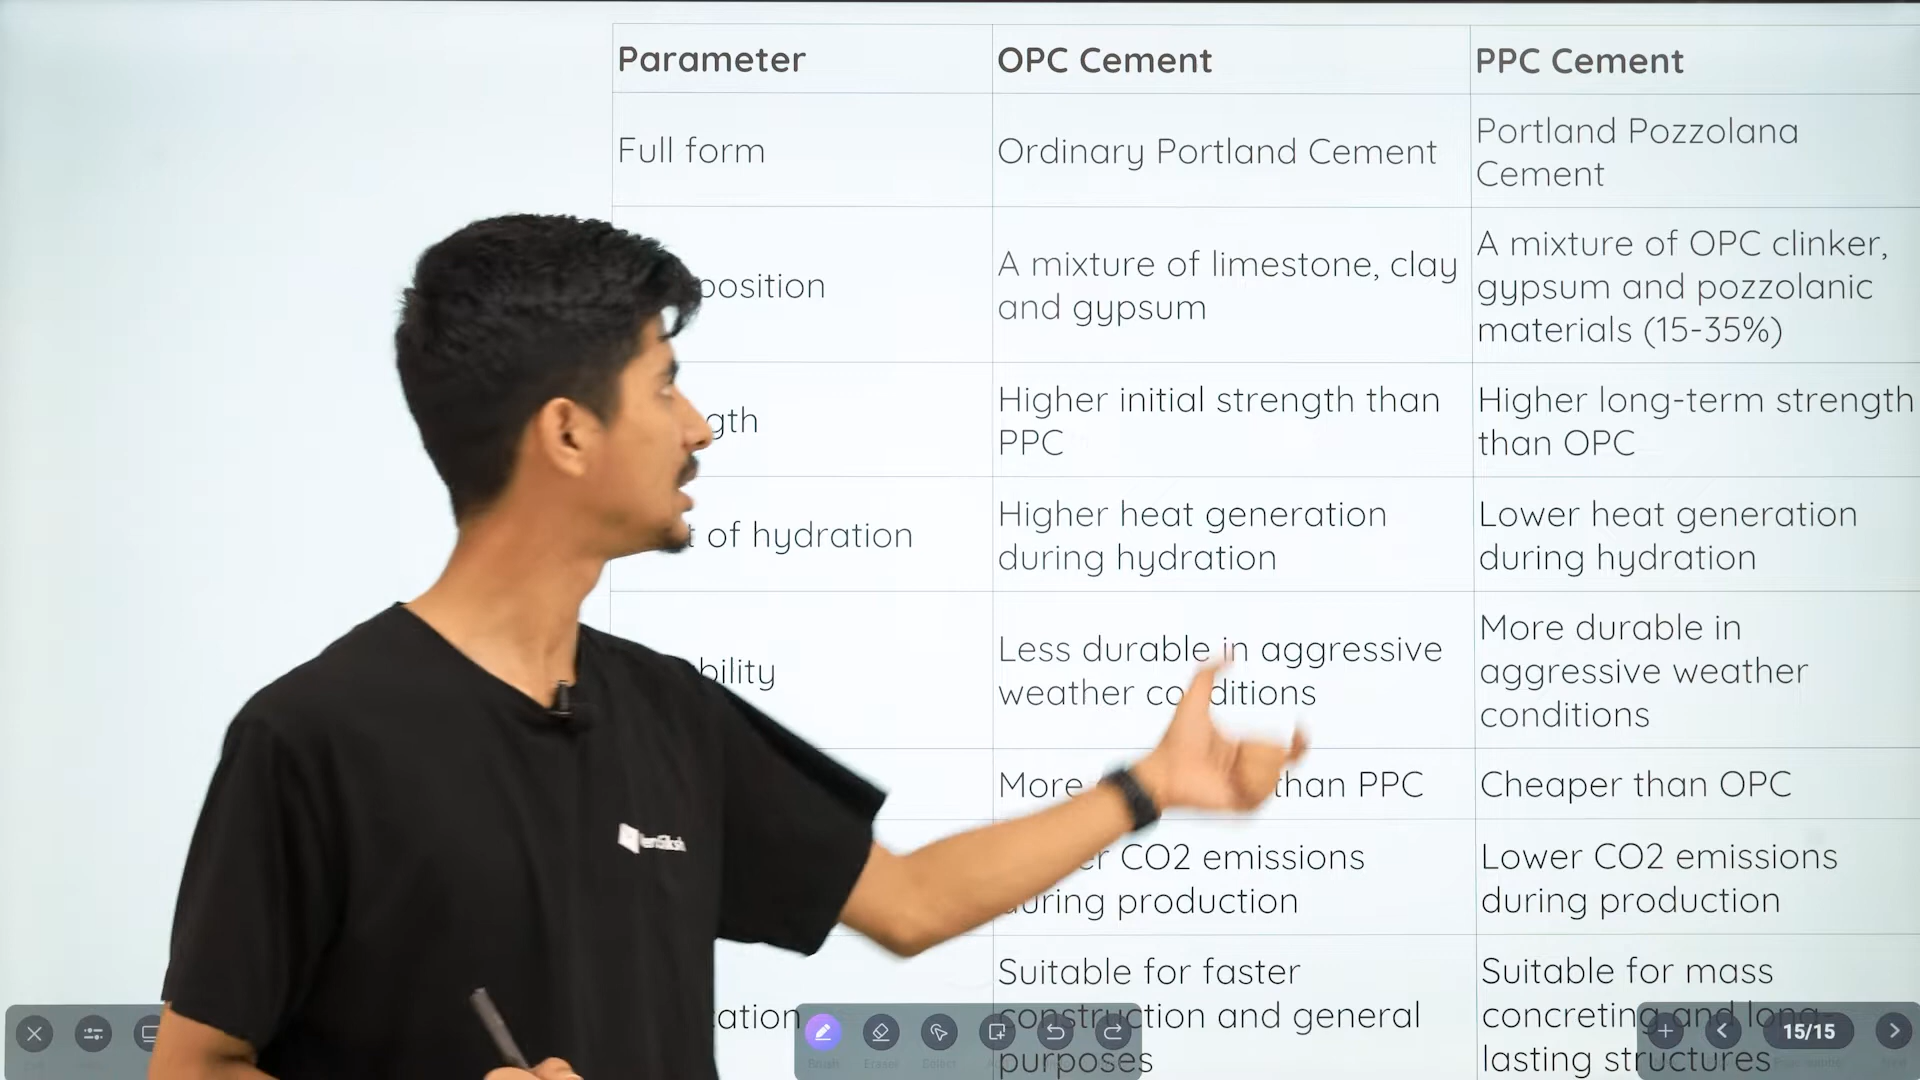 Parameter
OPC Cement
PPC Cement
Full form
Ordinary Portland Cement
Portland Pozzolana
Cement
position
A mixture of limestone, clay
and gypsum
A mixture of OPC clinker,
gypsum and pozzolanic
materials (15-35%)
gth
Higher initial strength than
PPC
Higher long-term strength
than OPC
t of hydration
Higher heat generation
during hydration
Lower heat generation
during hydration
bility
Less durable in aggressive
weather conditions
More durable in
aggressive weather
conditions
More than PPC
Cheaper than OPC
er CO2 emissions
during production
Lower CO2 emissions
during production
ation
Suitable for faster
construction and general
purposes
Suitable for mass
concreting and long-
lasting structures
Brush
Eraser
15/15